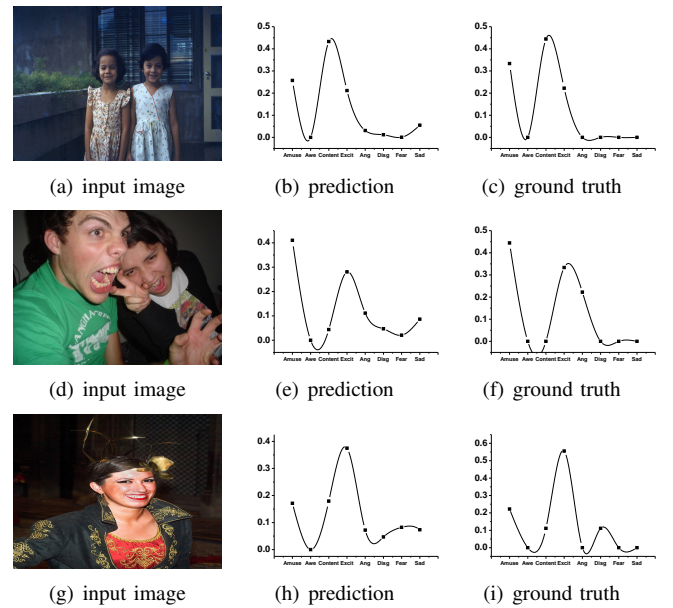 0.5
0.4
0.3
0.2
0.1
0.0
Amuse Awe Content Excit Ang Disg Fear Sad
0.5
0.4
0.3
0.2
0.1
0.0
Amuse Awe Content Excit Ang Disg Fear Sad
(a) input image
(b) prediction
(c) ground truth
0.4
0.3
0.2
0.1
0.0
Amuse Awe Content Excit Ang Disg Fear Sad
0.5
0.4
0.3
0.2
0.1
0.0
Amuse Awe Content Excit Ang Disg Fear Sad
(d) input image
(e) prediction
(f) ground truth
0.4
0.3
0.2
0.1
0.0
Amuse Awe Content Excit Ang Disg Fear Sad
0.6
0.5
0.4
0.3
0.2
0.1
0.0
Amuse Awe Content Excit Ang Disg Fear Sad
(g) input image
(h) prediction
(i) ground truth